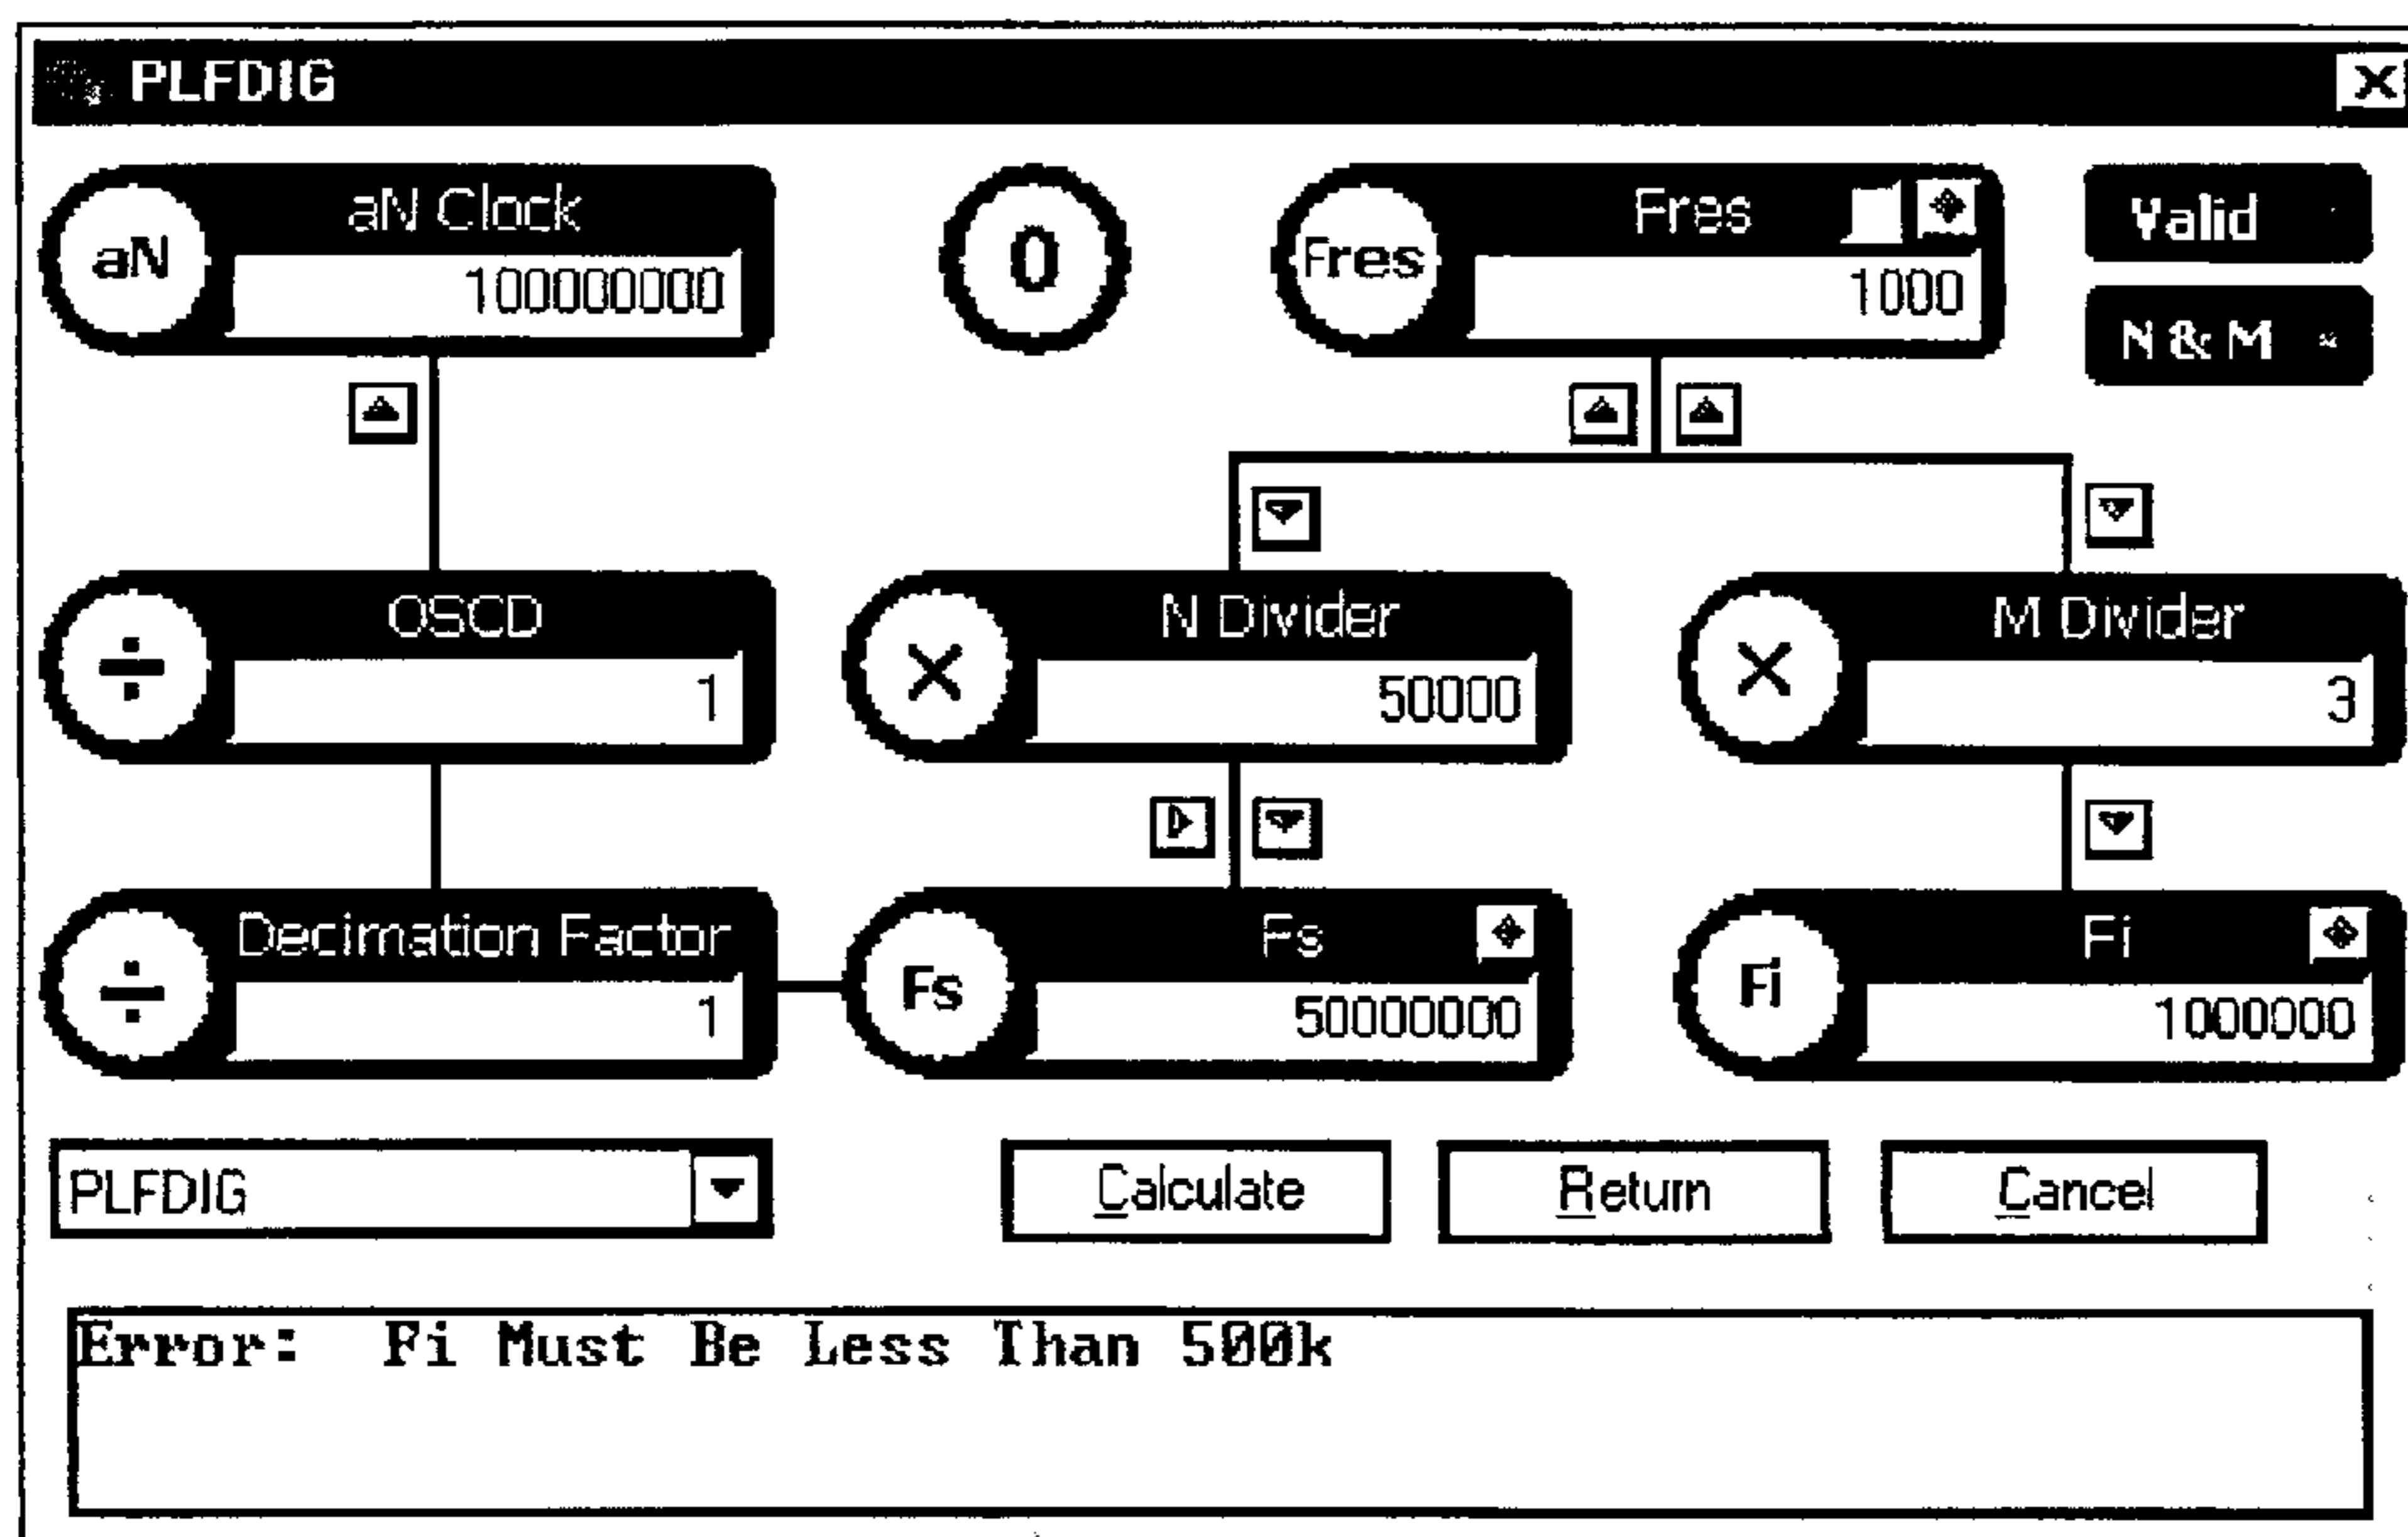 PLFDIG
aN Clock
aN
100000000
0
Fres
Fres
1000
Valid
N & M
OSCD
÷
1
N Divider
×
50000
M Divider
×
3
Decimation Factor
÷
1
Fs
Fs
50000000
Fi
Fi
1000000
PLFDIG
Calculate
Return
Cancel
Error: Fi Must Be Less Than 500k